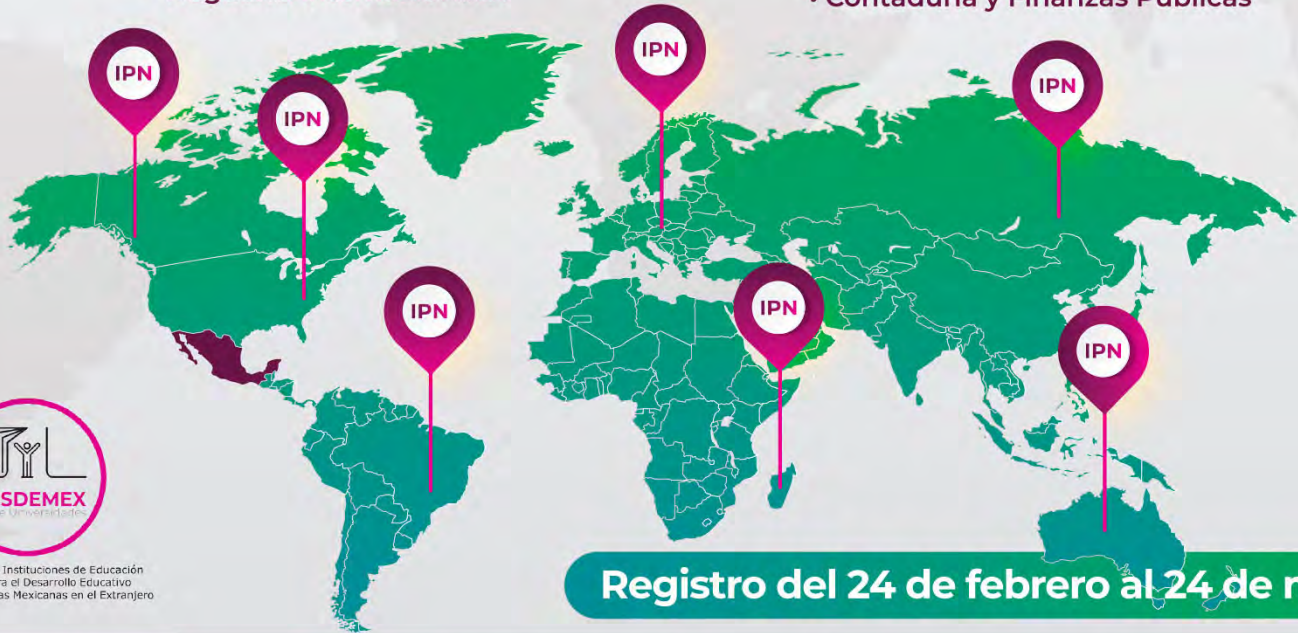 • Contaduría y Finanzas Públicas
IPN
IPN
IPN
IPN
IPN
IPN
IPN
SDEMEX
Universidades
Instituciones de Educación
el Desarrollo Educativo
Mexicanas en el Extranjero
Registro del 24 de febrero al 24 de